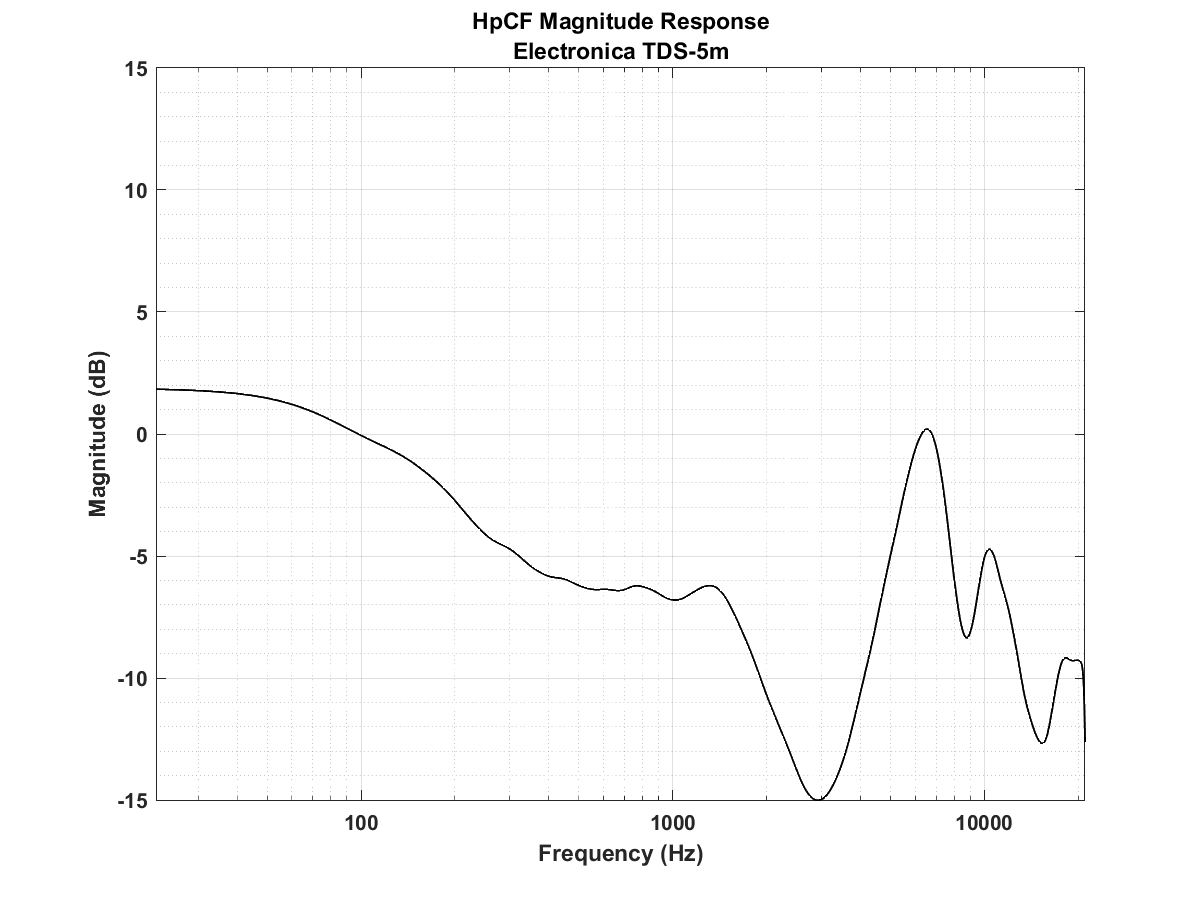 HpCF Magnitude Response
Electronica TDS-5m
15
10
5
0
-5
-10
-15
Magnitude (dB)
100 1000 10000
Frequency (Hz)